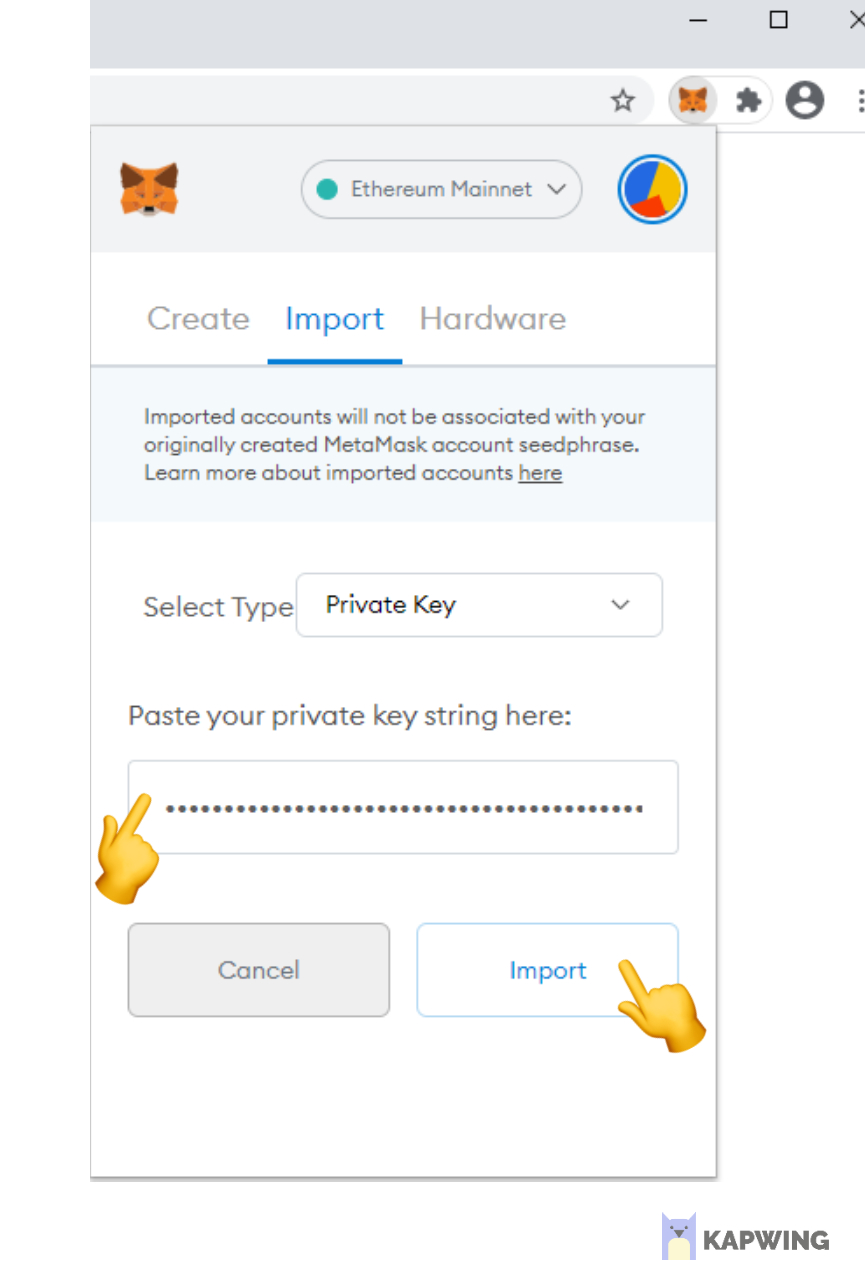 Ethereum Mainnet
Create Import Hardware
Imported accounts will not be associated with your
originally created MetaMask account seedphrase.
Learn more about imported accounts here
Select Type Private Key
Paste your private key string here:
Cancel Import
KAPWING